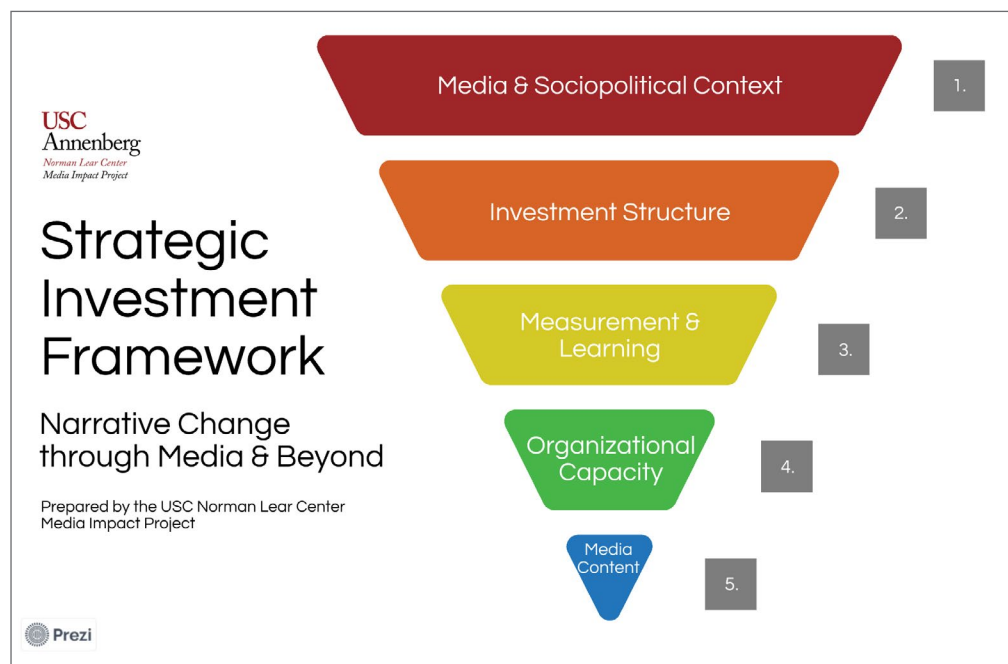 USC
Annenberg
Norman Lear Center
Media Impact Project
Strategic
Investment
Framework
Narrative Change
through Media & Beyond
Prepared by the USC Norman Lear Center
Media Impact Project
Media & Sociopolitical Context
1.
Investment Structure
2.
Measurement &
Learning
3.
Organizational
Capacity
4.
Media
Content
5.
Prezi